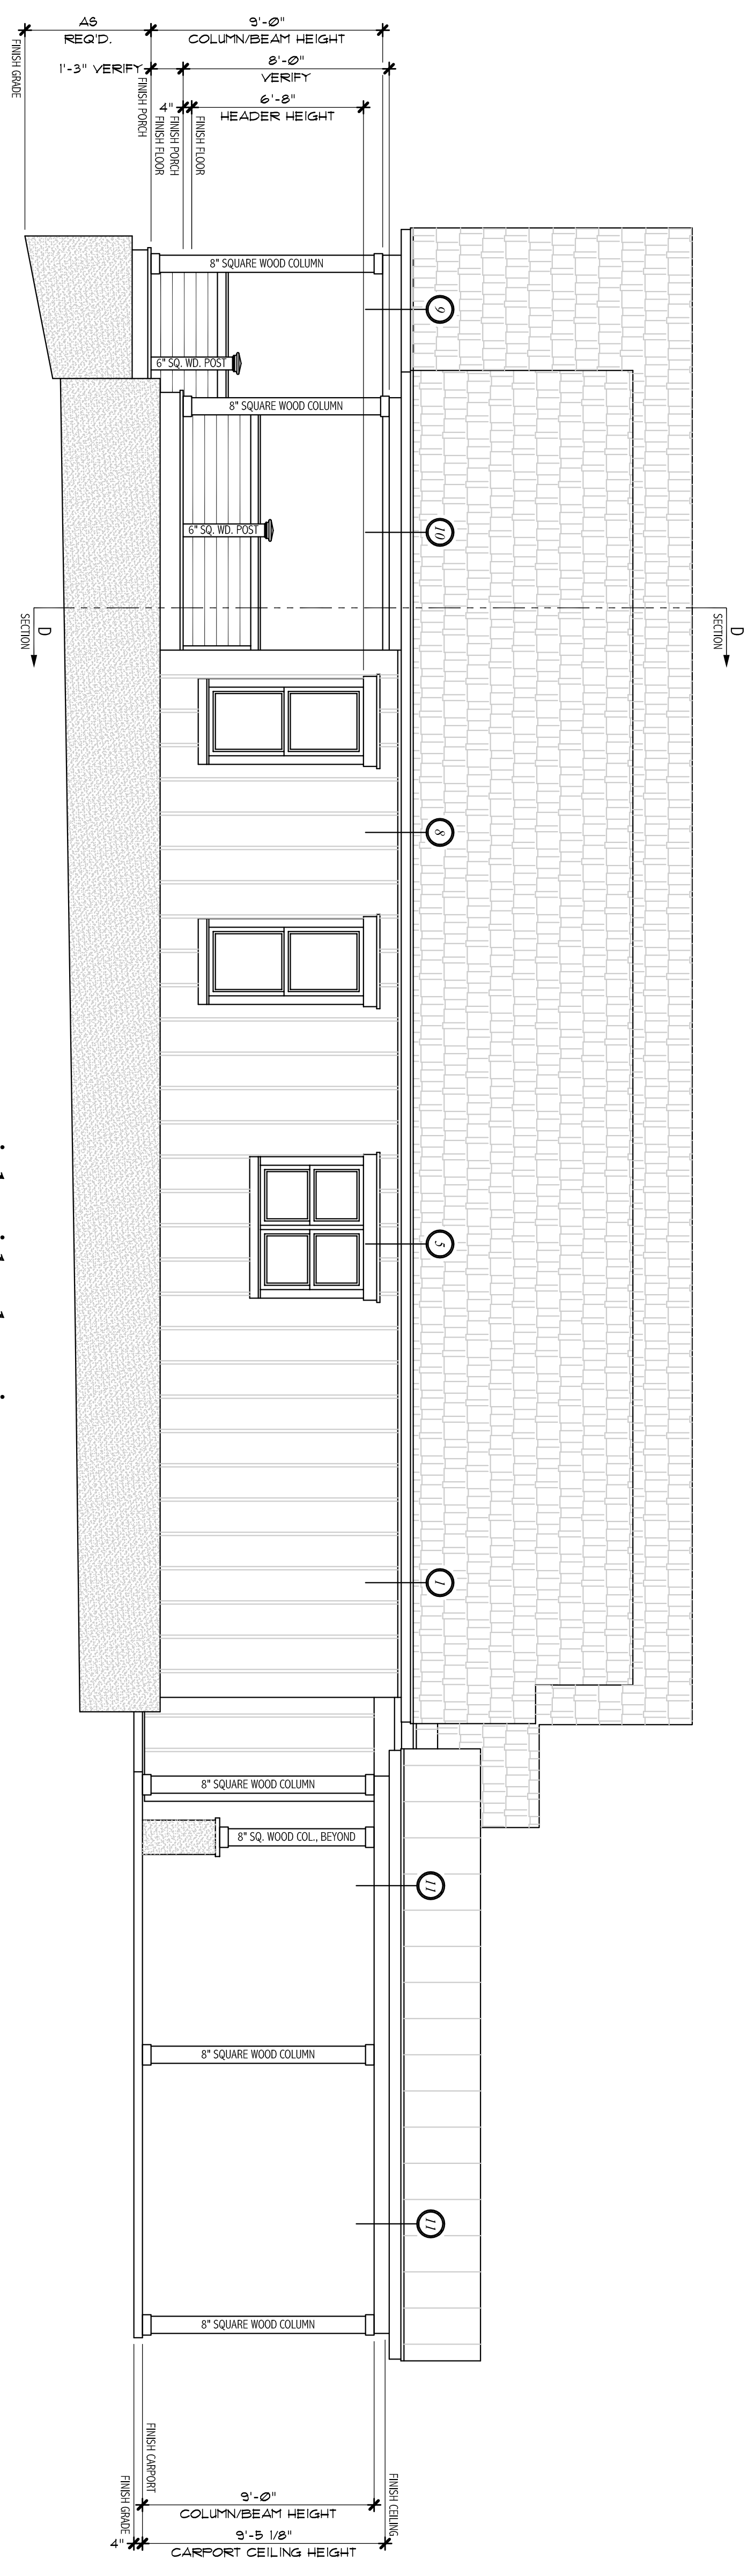 AS
REQ'D.
9'-0"
COLUMN/BEAM HEIGHT
1'-3" VERIFY
8'-0"
VERIFY
4"
6'-8"
HEADER HEIGHT
FINISH GRADE
FINISH PORCH
FINISH FLOOR
FINISH PORCH
FINISH FLOOR
8" SQUARE WOOD COLUMN
9
6" SQ. WD. POST
8" SQUARE WOOD COLUMN
6" SQ. WD. POST
10
D
SECTION
D
SECTION
8
5
1
8" SQUARE WOOD COLUMN
8" SQ. WOOD COL., BEYOND
11
8" SQUARE WOOD COLUMN
11
8" SQUARE WOOD COLUMN
FINISH CARPORT
FINISH GRADE
FINISH CEILING
9'-0"
COLUMN/BEAM HEIGHT
4"
9'-5 1/8"
CARPORT CEILING HEIGHT